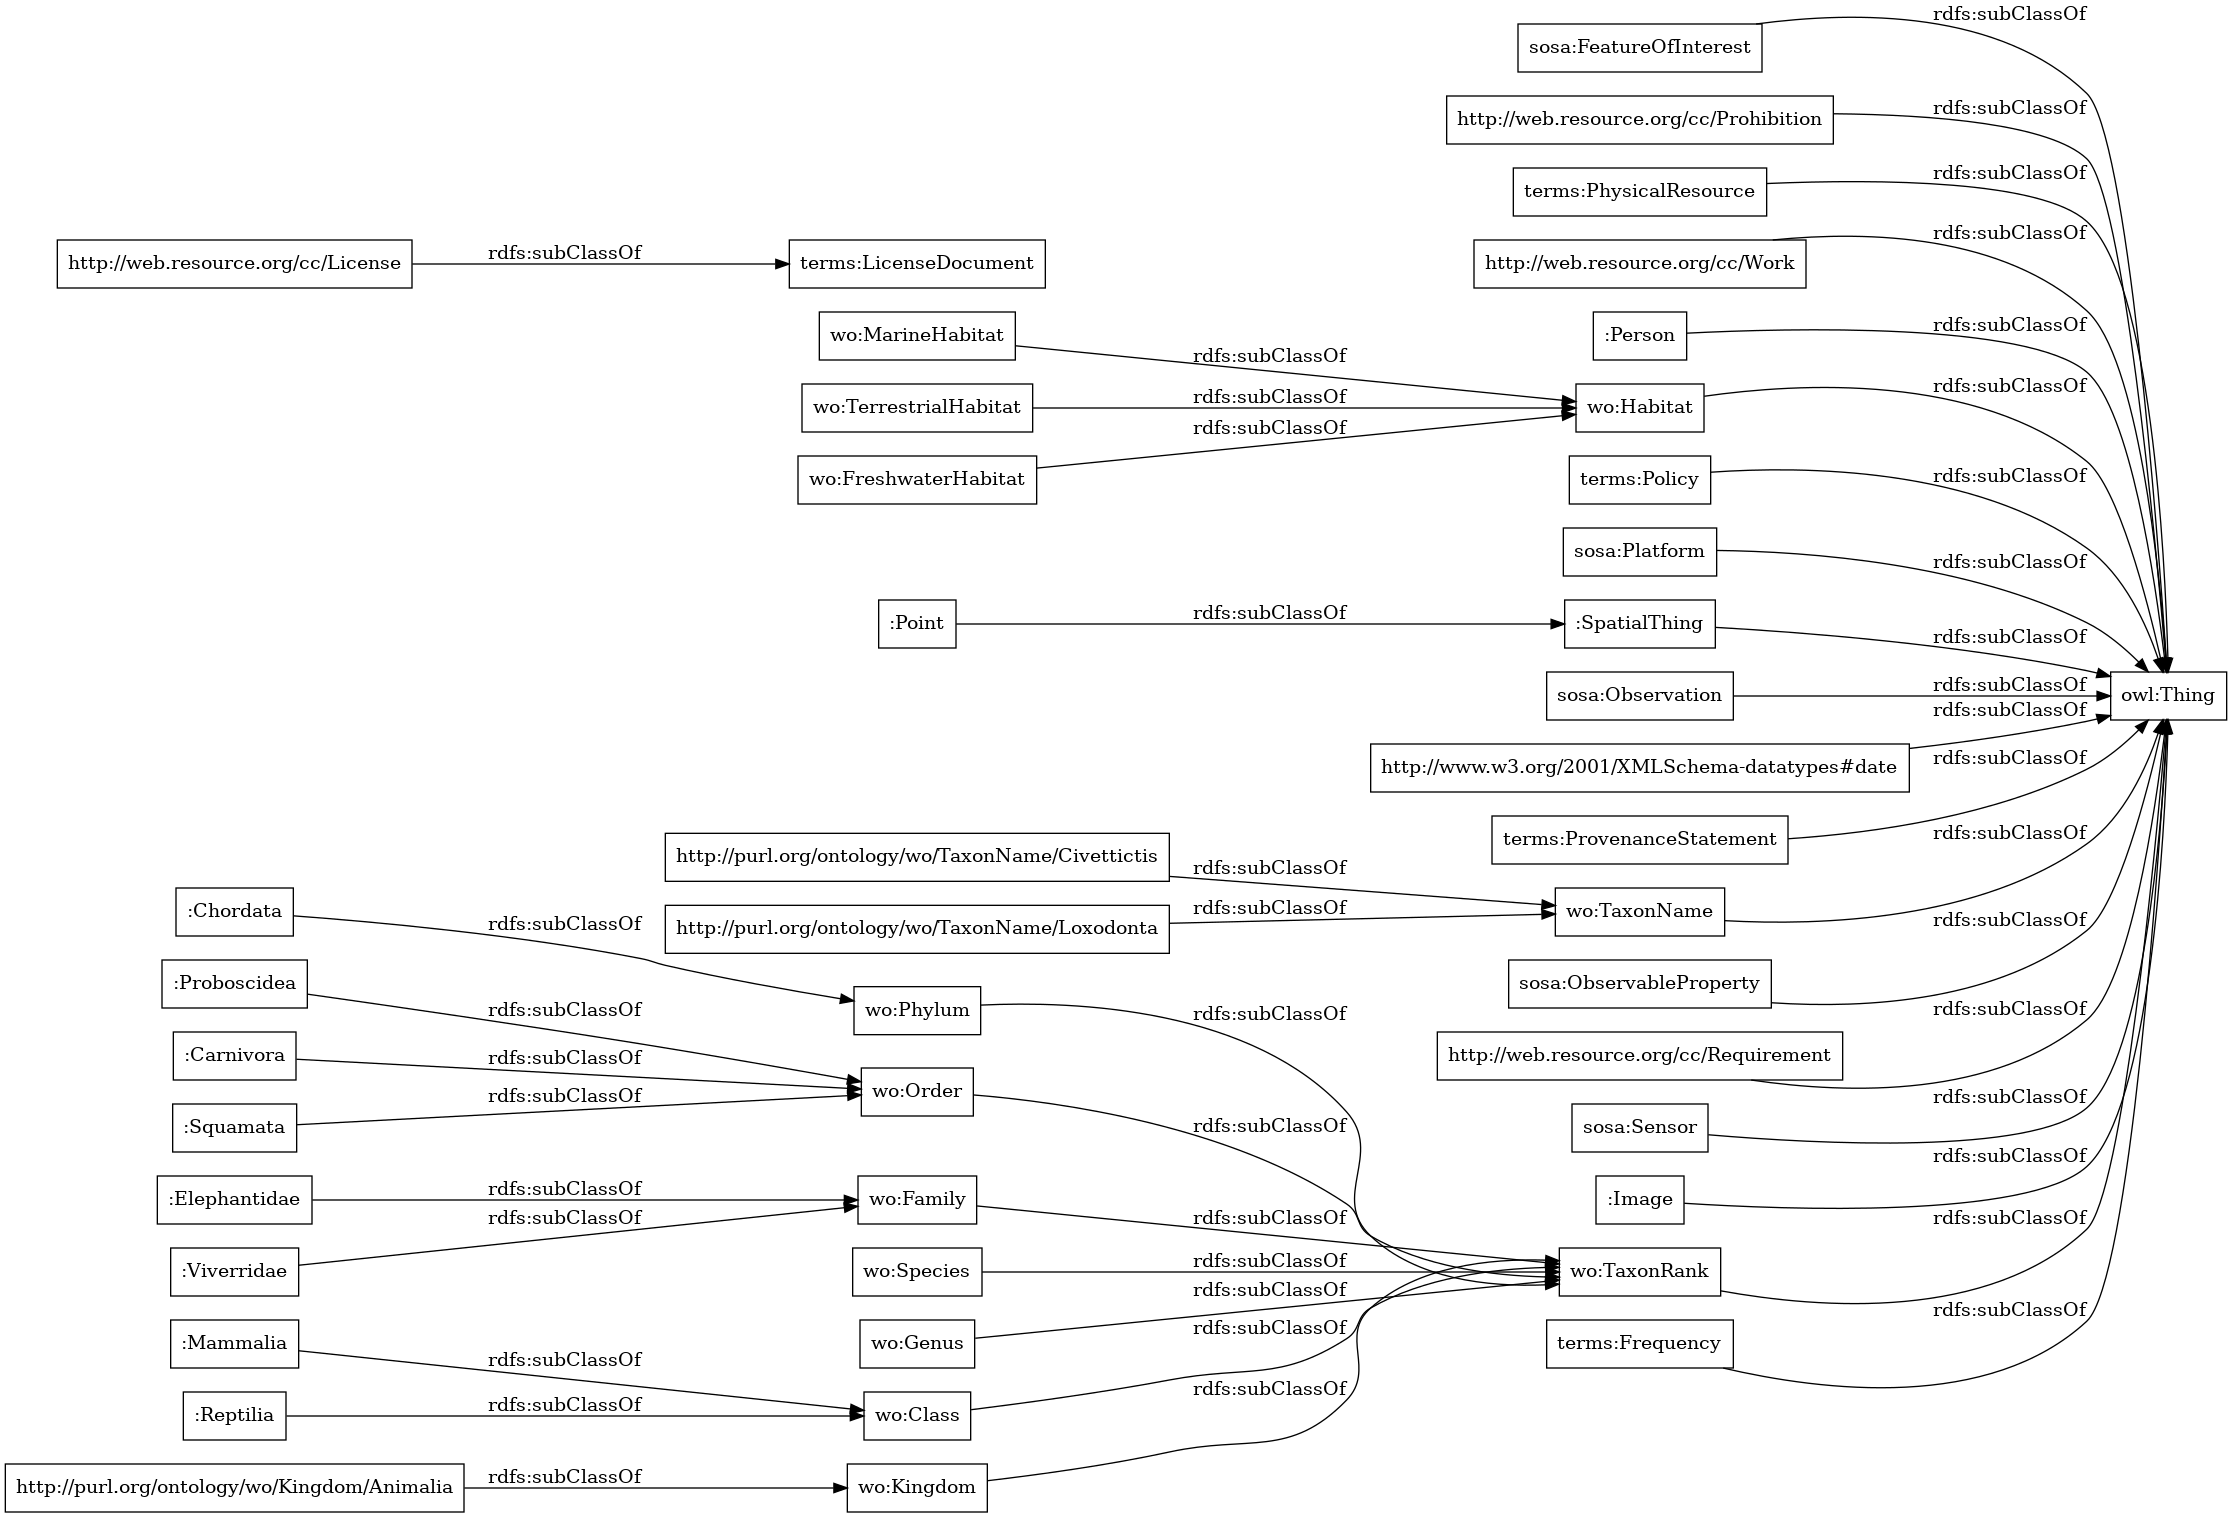 rdfs:subClassOf
sosa:FeatureOfInterest
rdfs:subClassOf
http://web.resource.org/cc/Prohibition
rdfs:subClassOf
terms:PhysicalResource
rdfs:subClassOf
http://web.resource.org/cc/License
rdfs:subClassOf
terms:LicenseDocument
http://web.resource.org/cc/Work
rdfs:subClassOf
wo:MarineHabitat
rdfs:subClassOf
:Person
rdfs:subClassOf
wo:TerrestrialHabitat
rdfs:subClassOf
wo:Habitat
rdfs:subClassOf
wo:FreshwaterHabitat
rdfs:subClassOf
terms:Policy
rdfs:subClassOf
sosa:Platform
rdfs:subClassOf
:Point
rdfs:subClassOf
:SpatialThing
rdfs:subClassOf
sosa:Observation
rdfs:subClassOf
owl:Thing
rdfs:subClassOf
http://www.w3.org/2001/XMLSchema-datatypes#date
rdfs:subClassOf
terms:ProvenanceStatement
rdfs:subClassOf
http://purl.org/ontology/wo/TaxonName/Civettictis
rdfs:subClassOf
http://purl.org/ontology/wo/TaxonName/Loxodonta
rdfs:subClassOf
wo:TaxonName
:Chordata
rdfs:subClassOf
rdfs:subClassOf
:Proboscidea
rdfs:subClassOf
wo:Phylum
rdfs:subClassOf
sosa:ObservableProperty
rdfs:subClassOf
:Carnivora
rdfs:subClassOf
http://web.resource.org/cc/Requirement
wo:Order
rdfs:subClassOf
rdfs:subClassOf
:Squamata
rdfs:subClassOf
sosa:Sensor
rdfs:subClassOf
:Elephantidae
rdfs:subClassOf
wo:Family
rdfs:subClassOf
:Image
rdfs:subClassOf
:Viverridae
rdfs:subClassOf
wo:Species
rdfs:subClassOf
wo:TaxonRank
rdfs:subClassOf
:Mammalia
rdfs:subClassOf
wo:Genus
rdfs:subClassOf
terms:Frequency
rdfs:subClassOf
:Reptilia
rdfs:subClassOf
wo:Class
rdfs:subClassOf
http://purl.org/ontology/wo/Kingdom/Animalia
rdfs:subClassOf
wo:Kingdom